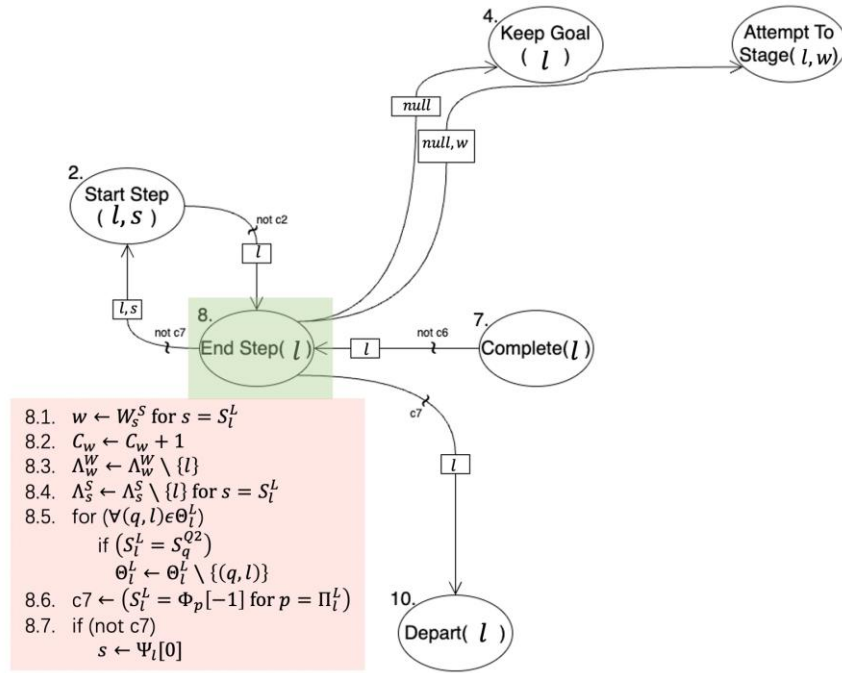 4.
Keep Goal
( l )
Attempt To
Stage( l, w)
null
null, w
2.
Start Step
( l, s )
not c2
l
l, s
not c7
8.
End Step( l )
l
not c6
7.
Complete( l )
c7
l
10.
Depart( l )
8.1. w ← W_s^S for s = S_l^L
8.2. C_w ← C_w + 1
8.3. Λ_w^W ← Λ_w^W \ {l}
8.4. Λ_s^S ← Λ_s^S \ {l} for s = S_l^L
8.5. for (∀(q, l)ϵΘ_l^L)
if (S_l^L = S_q^{Q2})
Θ_l^L ← Θ_l^L \ {(q, l)}
8.6. c7 ← (S_l^L = Φ_p[-1] for p = Π_l^L)
8.7. if (not c7)
s ← Ψ_l[0]